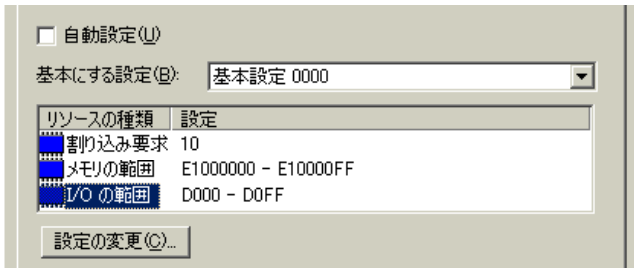 自動設定(U)
基本にする設定(B): 基本設定 0000
リソースの種類 設定
割り込み要求 10
メモリの範囲 E1000000 - E10000FF
I/O の範囲 D000 - D0FF
設定の変更(C)...